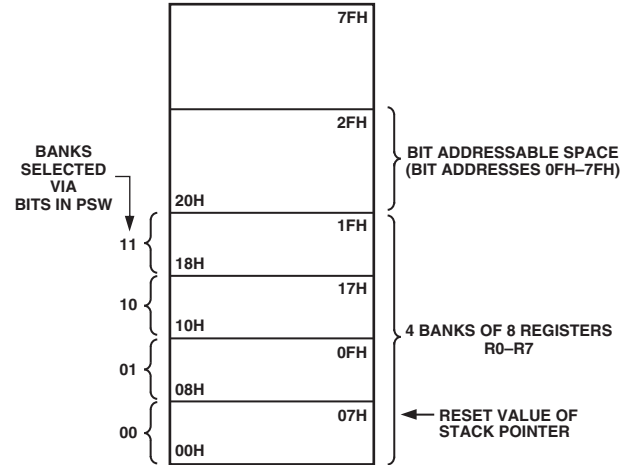 7FH
2FH
BANKS
SELECTED
VIA
BITS IN PSW
BIT ADDRESSABLE SPACE
(BIT ADDRESSES 0FH–7FH)
20H
1FH
11
18H
17H
10
10H
4 BANKS OF 8 REGISTERS
R0–R7
0FH
01
08H
07H
RESET VALUE OF
STACK POINTER
00
00H